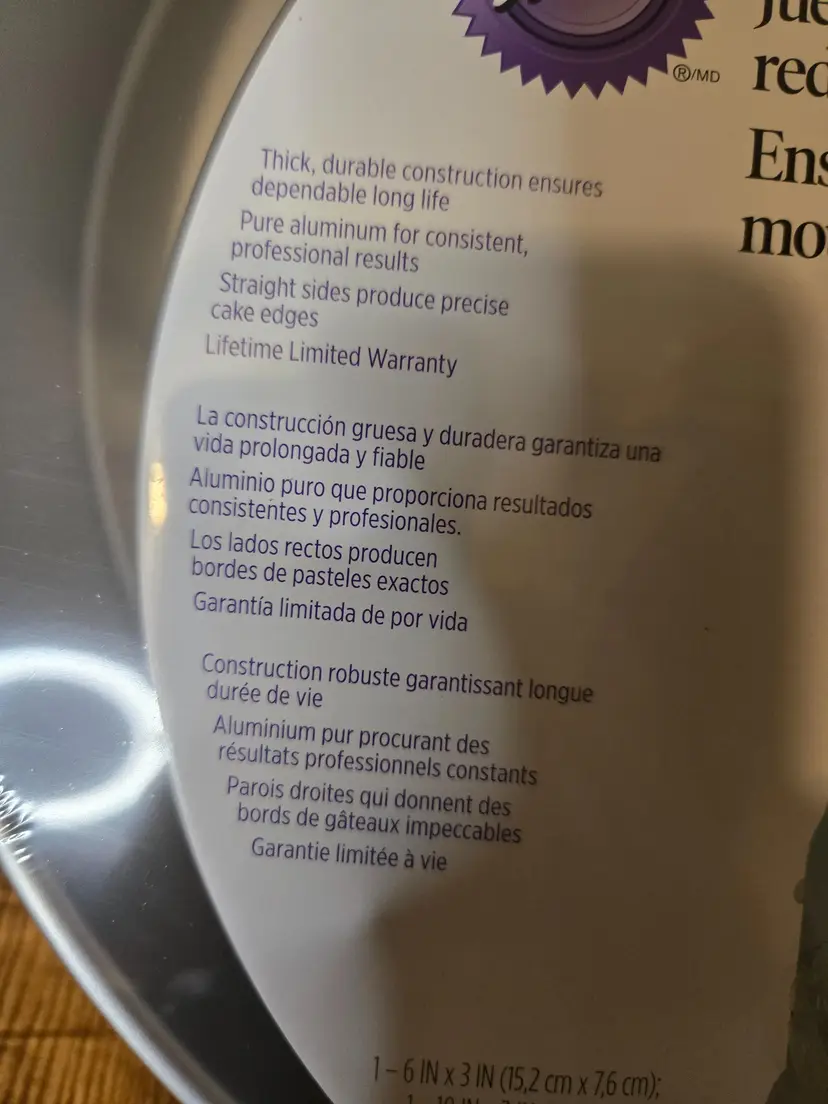 ®/MD
red
Thick, durable construction ensures
dependable long life
Pure aluminum for consistent,
professional results
Straight sides produce precise
cake edges
Lifetime Limited Warranty
La construcción gruesa y duradera garantiza una
vida prolongada y fiable
Aluminio puro que proporciona resultados
consistentes y profesionales.
Los lados rectos producen
bordes de pasteles exactos
Garantía limitada de por vida
Construction robuste garantissant longue
durée de vie
Aluminium pur procurant des
résultats professionnels constants
Parois droites qui donnent des
bords de gâteaux impeccables
Garantie limitée à vie
1 – 6 IN x 3 IN (15,2 cm x 7,6 cm);